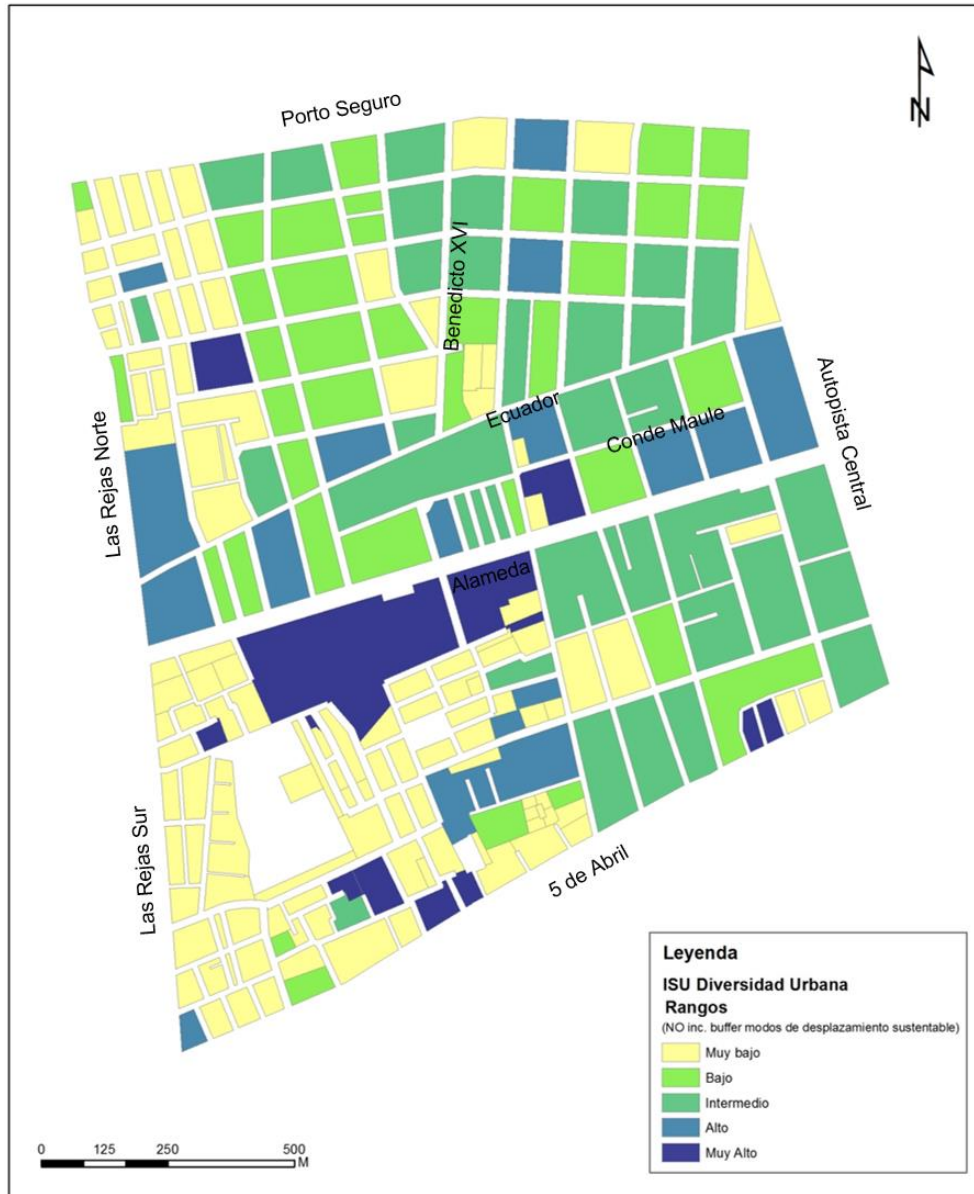 N
Porto Seguro
Benedicto XVI
Ecuador
Autopista Central
Conde Maule
Las Rejas Norte
Alameda
Las Rejas Sur
5 de Abril
Leyenda
ISU Diversidad Urbana
Rangos
(NO inc. buffer modos de desplazamiento sustentable)
Muy bajo
Bajo
Intermedio
Alto
Muy Alto
0 125 250 500
M